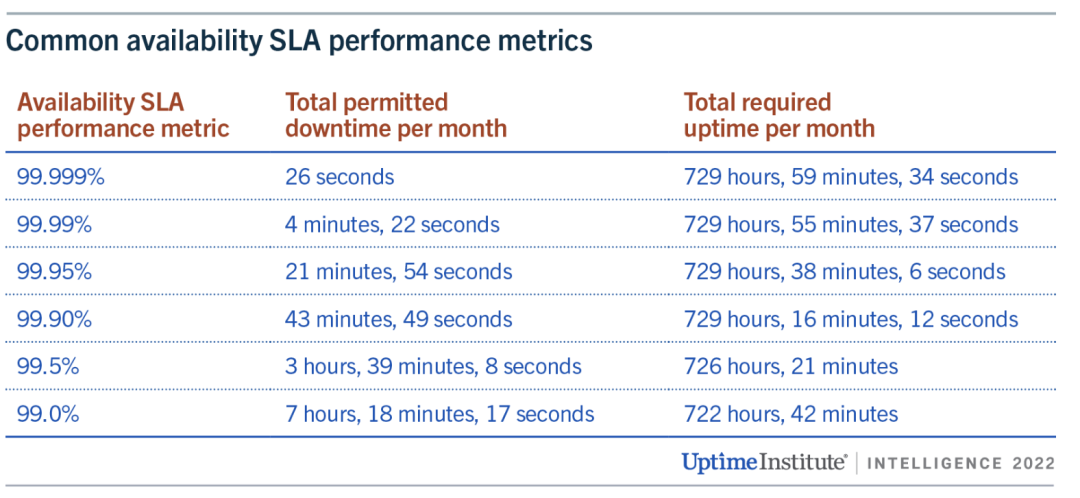 Common availability SLA performance metrics
Availability SLA
performance metric
Total permitted
downtime per month
Total required
uptime per month
99.999% 26 seconds 729 hours, 59 minutes, 34 seconds
99.99% 4 minutes, 22 seconds 729 hours, 55 minutes, 37 seconds
99.95% 21 minutes, 54 seconds 729 hours, 38 minutes, 6 seconds
99.90% 43 minutes, 49 seconds 729 hours, 16 minutes, 12 seconds
99.5% 3 hours, 39 minutes, 8 seconds 726 hours, 21 minutes
99.0% 7 hours, 18 minutes, 17 seconds 722 hours, 42 minutes
UptimeInstitute® | INTELLIGENCE 2022